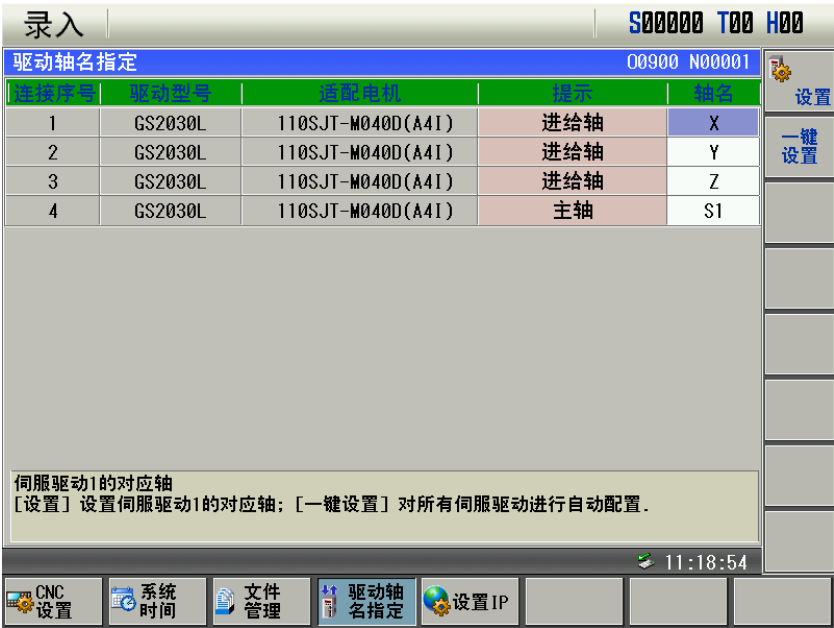 录入 S00000 T00 H00
驱动轴名指定 O0900 N00001
设置
连接序号 驱动型号 适配电机 提示 轴名
1 GS2030L 110SJT-M040D(A4I) 进给轴 X
一键
设置
2 GS2030L 110SJT-M040D(A4I) 进给轴 Y
3 GS2030L 110SJT-M040D(A4I) 进给轴 Z
4 GS2030L 110SJT-M040D(A4I) 主轴 S1
伺服驱动1的对应轴
[设置] 设置伺服驱动1的对应轴; [一键设置] 对所有伺服驱动进行自动配置.
11:18:54
CNC
设置
系统
时间
文件
管理
驱动轴
名指定
设置IP